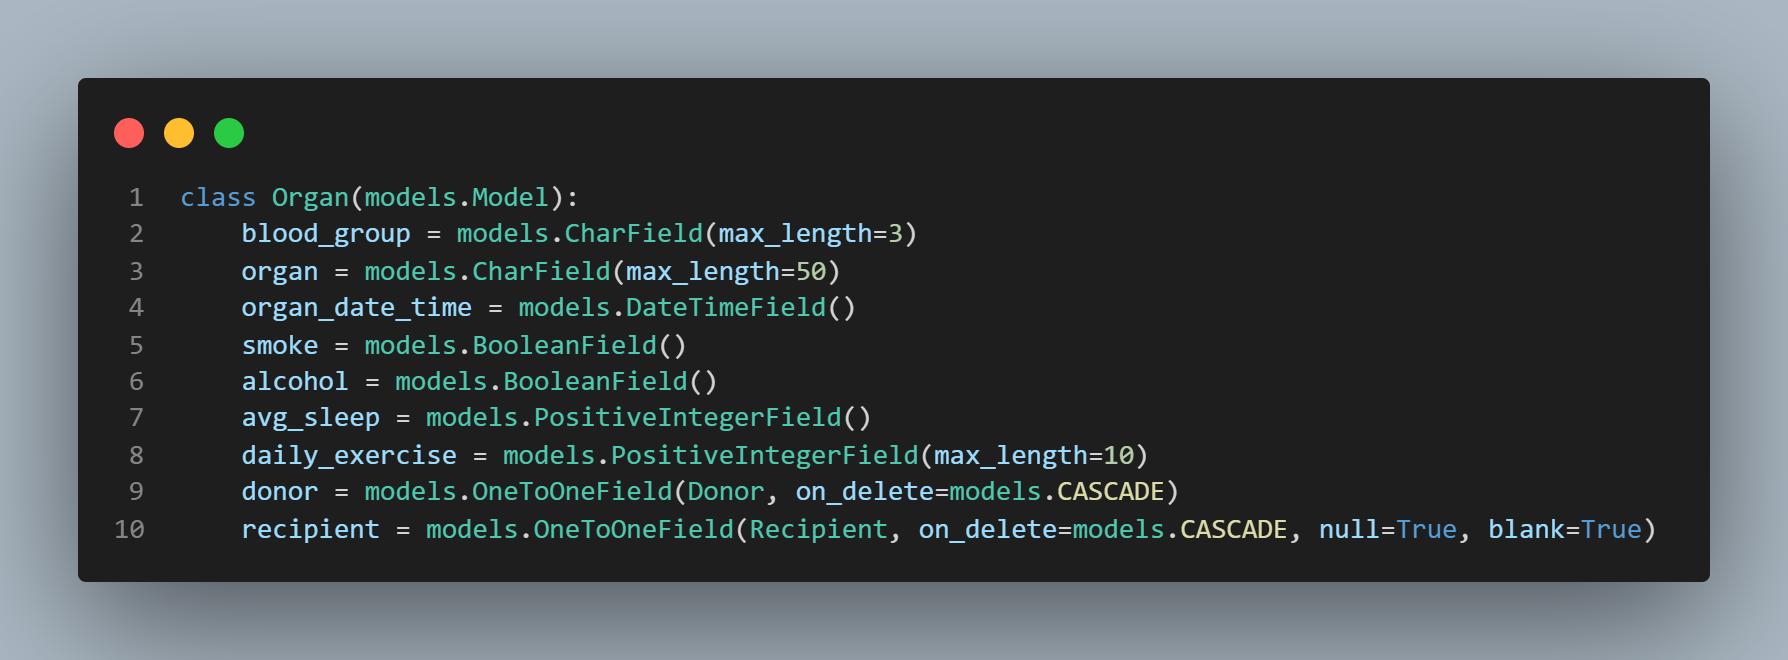 1 class Organ(models.Model):
2     blood_group = models.CharField(max_length=3)
3     organ = models.CharField(max_length=50)
4     organ_date_time = models.DateTimeField()
5     smoke = models.BooleanField()
6     alcohol = models.BooleanField()
7     avg_sleep = models.PositiveIntegerField()
8     daily_exercise = models.PositiveIntegerField(max_length=10)
9     donor = models.OneToOneField(Donor, on_delete=models.CASCADE)
10     recipient = models.OneToOneField(Recipient, on_delete=models.CASCADE, null=True, blank=True)